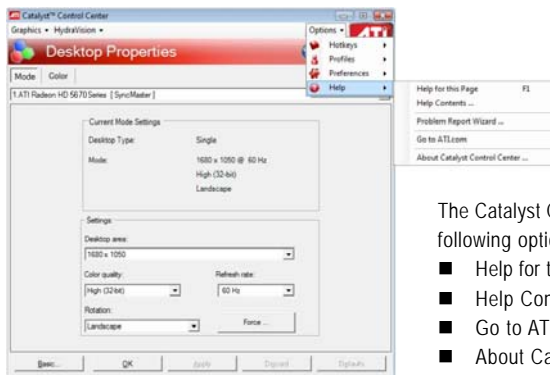 Catalyst™ Control Center
Graphics • HydraVision •
Options •
ATI
Desktop Properties
Hotkeys
Profiles
Preferences
Help
Mode Color
1.ATI Radeon HD 5670 Series [ SyncMaster ]
Help for this Page F1
Help Contents ...
Problem Report Wizard ...
Go to ATI.com
About Catalyst Control Center ...
Current Mode Settings
Desktop Type: Single
Mode: 1680 x 1050 @ 60 Hz
High (32-bit)
Landscape
Settings:
Desktop area:
1680 x 1050
Color quality: Refresh rate:
High (32-bit) 60 Hz
Rotation:
Landscape Force ...
Basic... OK Apply Discard Defaults
The Catalyst C
following opti
■ Help for t
■ Help Con
■ Go to AT
■ About Ca